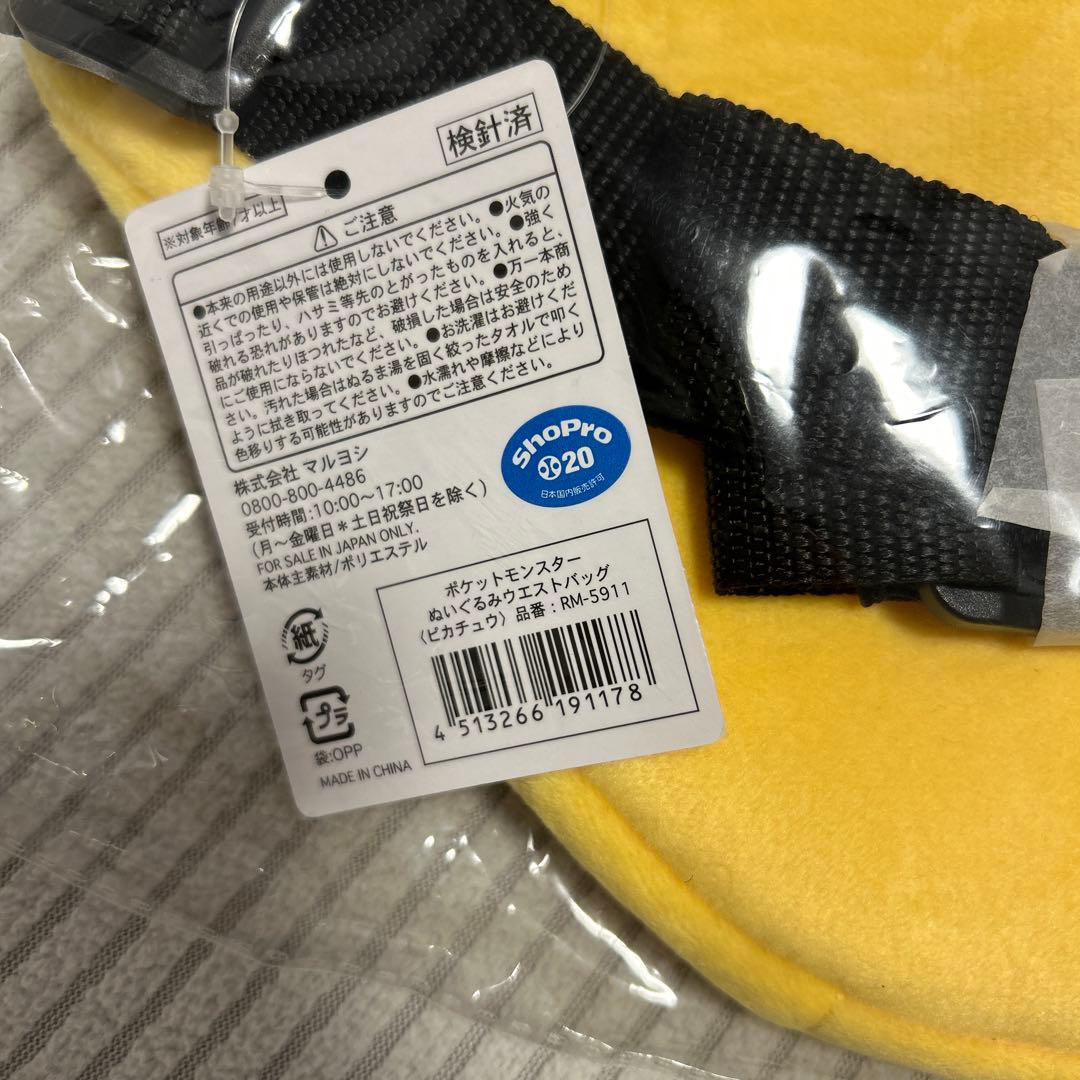 検針済
※対象年齢7才以上
ご注意
●本来の用途以外には使用しないでください。●火気の
近くでの使用や保管は絶対にしないでください。●強く
引っぱったり、ハサミ等先のとがったものを入れると、
破れる恐れがありますのでお避けください。●万一本商
品が破れたりほつれたなど、破損した場合は安全のため
にご使用にならないでください。●お洗濯はお避けくだ
さい。汚れた場合はぬるま湯を固く絞ったタオルで叩く
ように拭き取ってください。●水濡れや摩擦などにより
色移りする可能性がありますのでご注意ください。
株式会社 マルヨシ
0800-800-4486
受付時間:10:00～17:00
(月～金曜日＊土日祝祭日を除く)
FOR SALE IN JAPAN ONLY.
本体主素材/ポリエステル
ShoPro
20
日本国内販売許可
紙
タグ
プラ
袋:OPP
MADE IN CHINA
ポケットモンスター
ぬいぐるみウエストバッグ
〈ピカチュウ〉品番:RM-5911
4 513266 191178